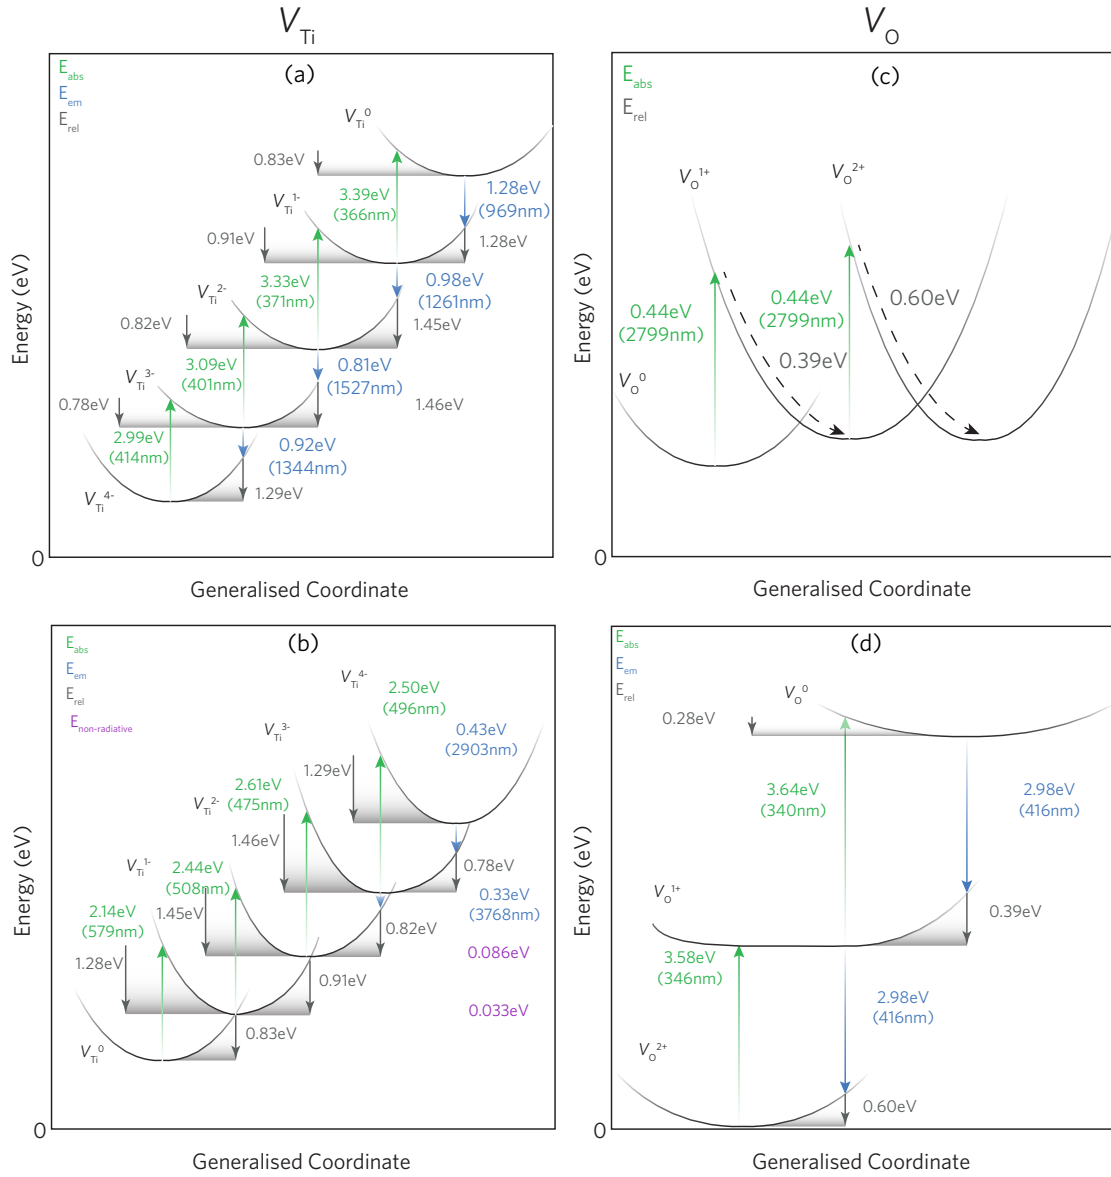 V_Ti
V_O
(a)
E_abs
E_em
E_rel
V_Ti^0
0.83eV
3.39eV
(366nm)
1.28eV
(969nm)
V_Ti^1-
0.91eV
1.28eV
3.33eV
(371nm)
0.98eV
(1261nm)
V_Ti^2-
0.82eV
1.45eV
3.09eV
(401nm)
0.81eV
(1527nm)
V_Ti^3-
0.78eV
1.46eV
2.99eV
(414nm)
0.92eV
(1344nm)
V_Ti^4-
1.29eV
Energy (eV)
0
Generalised Coordinate
(c)
E_abs
E_rel
V_O^1+
V_O^2+
0.44eV
(2799nm)
0.44eV
(2799nm)
0.60eV
0.39eV
V_O^0
Energy (eV)
0
Generalised Coordinate
(b)
E_abs
E_em
E_rel
E_non-radiative
V_Ti^4-
2.50eV
(496nm)
0.43eV
(2903nm)
V_Ti^3-
1.29eV
2.61eV
(475nm)
V_Ti^2-
1.46eV
0.78eV
V_Ti^1-
2.44eV
(508nm)
0.33eV
(3768nm)
2.14eV
(579nm)
1.45eV
0.82eV
0.086eV
1.28eV
0.91eV
0.033eV
0.83eV
V_Ti^0
Energy (eV)
0
Generalised Coordinate
(d)
E_abs
E_em
E_rel
V_O^0
0.28eV
3.64eV
(340nm)
2.98eV
(416nm)
V_O^1+
0.39eV
3.58eV
(346nm)
2.98eV
(416nm)
V_O^2+
0.60eV
Energy (eV)
0
Generalised Coordinate